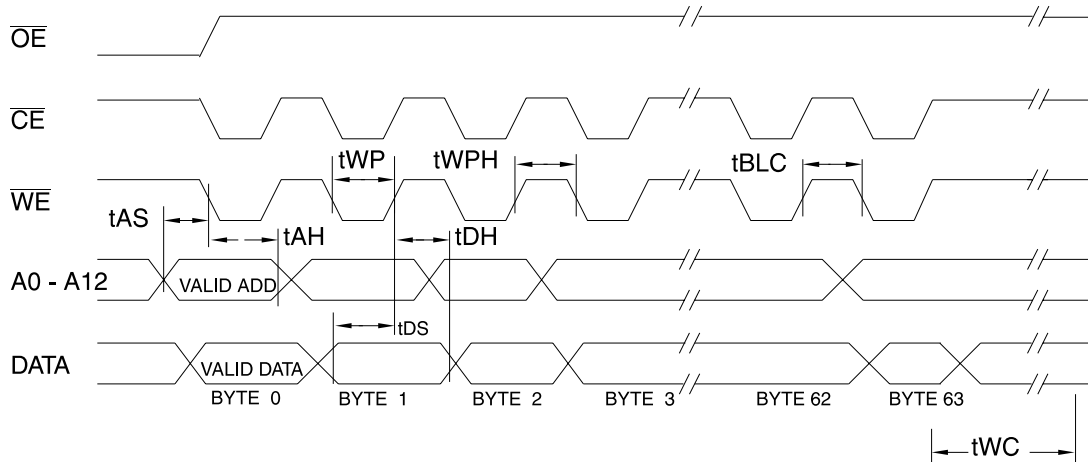 OE
CE
tWP tWPH tBLC
WE
tAS
tAH tDH
A0 - A12 VALID ADD
tDS
DATA VALID DATA
BYTE 0 BYTE 1 BYTE 2 BYTE 3 BYTE 62 BYTE 63
tWC